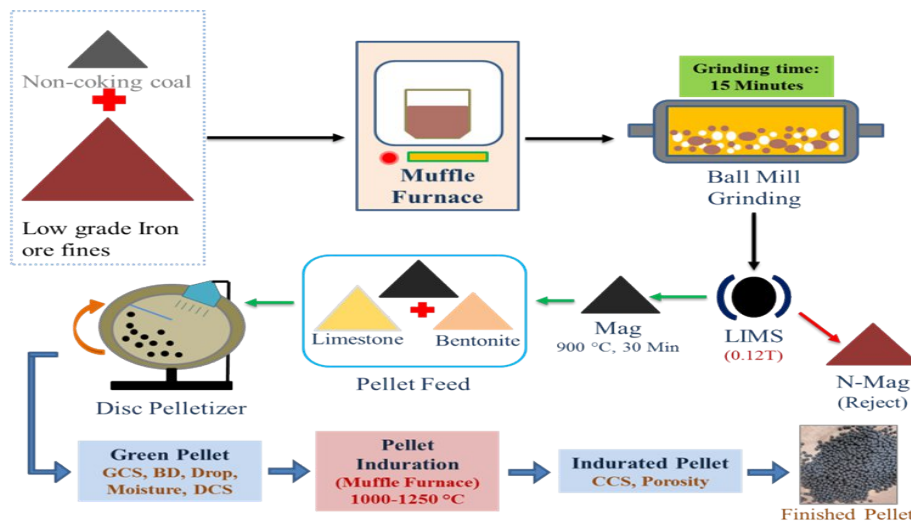 Non-coking coal
Low grade Iron
ore fines
Muffle
Furnace
Grinding time:
15 Minutes
Ball Mill
Grinding
LIMS
(0.12T)
N-Mag
(Reject)
Mag
900 °C, 30 Min
Limestone
Bentonite
Pellet Feed
Disc Pelletizer
Green Pellet
GCS, BD, Drop,
Moisture, DCS
Pellet
Induration
(Muffle Furnace)
1000-1250 °C
Indurated Pellet
CCS, Porosity
Finished Pellet